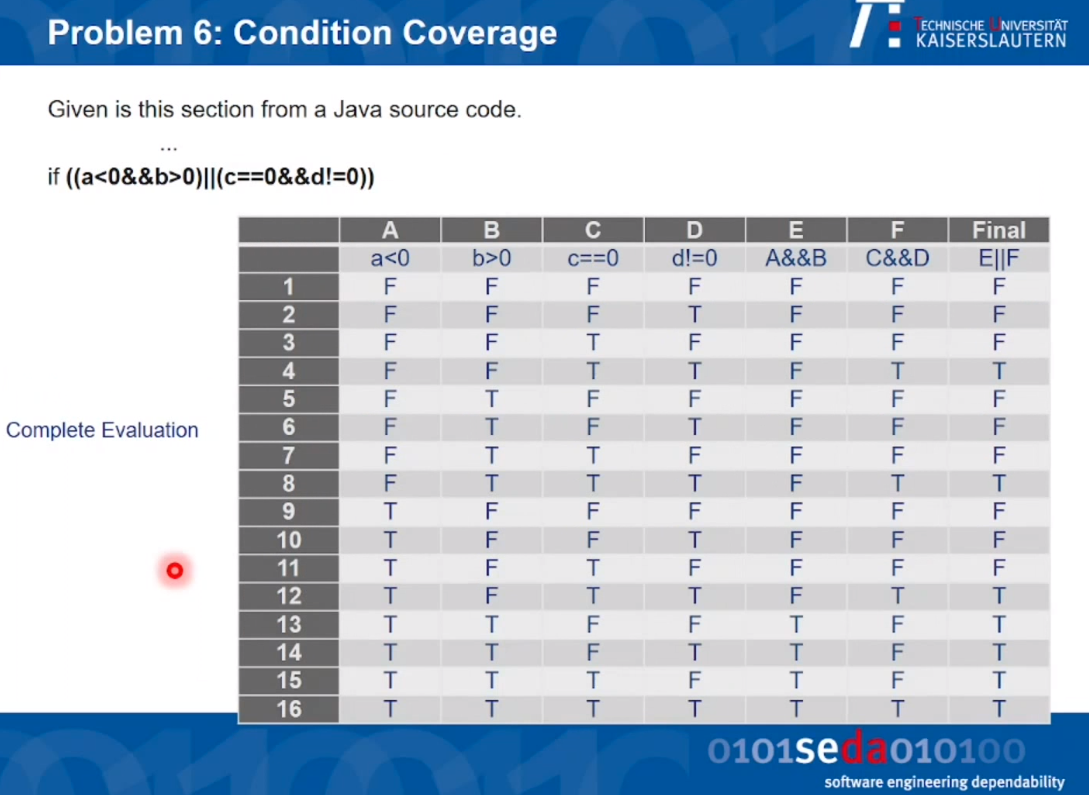 Problem 6: Condition Coverage
TECHNISCHE UNIVERSITÄT
KAISERSLAUTERN
Given is this section from a Java source code.
...
if ((a<0&&b>0)||(c==0&&d!=0))
A B C D E F Final
a<0 b>0 c==0 d!=0 A&&B C&&D E||F
1 F F F F F F F
2 F F F T F F F
3 F F T F F F F
4 F F T T F T T
5 F T F F F F F
Complete Evaluation
6 F T F T F F F
7 F T T F F F F
8 F T T T F T T
9 T F F F F F F
10 T F F T F F F
11 T F T F F F F
12 T F T T F T T
13 T T F F T F T
14 T T F T T F T
15 T T T F T F T
16 T T T T T T T
0101seda010100
software engineering dependability